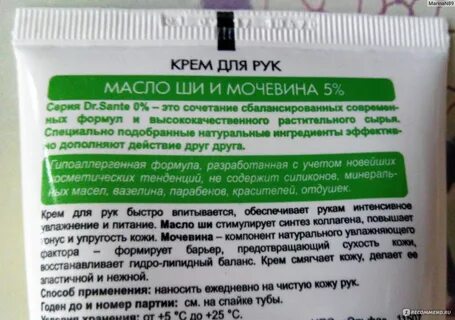 MarinaN89
КРЕМ ДЛЯ РУК
МАСЛО ШИ И МОЧЕВИНА 5%
Серия Dr.Sante 0% – это сочетание сбалансированных современ-
ных формул и высококачественного растительного сырья.
Специально подобранные натуральные ингредиенты эффектив-
но дополняют действие друг друга.
Гипоаллергенная формула, разработанная с учетом новейших
косметических тенденций, не содержит силиконов, минераль-
ных масел, вазелина, парабенов, красителей, отдушек.
Крем для рук быстро впитывается, обеспечивает рукам интенсивное
увлажнение и питание. Масло ши стимулирует синтез коллагена, повышает
тонус и упругость кожи. Мочевина – компонент натурального увлажняющего
фактора – формирует барьер, предотвращающий сухость кожи,
восстанавливает гидро-липидный баланс. Крем смягчает кожу, делает ее
эластичной и нежной.
Способ применения: наносить ежедневно на чистую кожу рук.
Годен до и номер партии: см. на спайке тубы.
Условия хранения: от +5 °С до +25 °С.
IRECOMMEND.RU